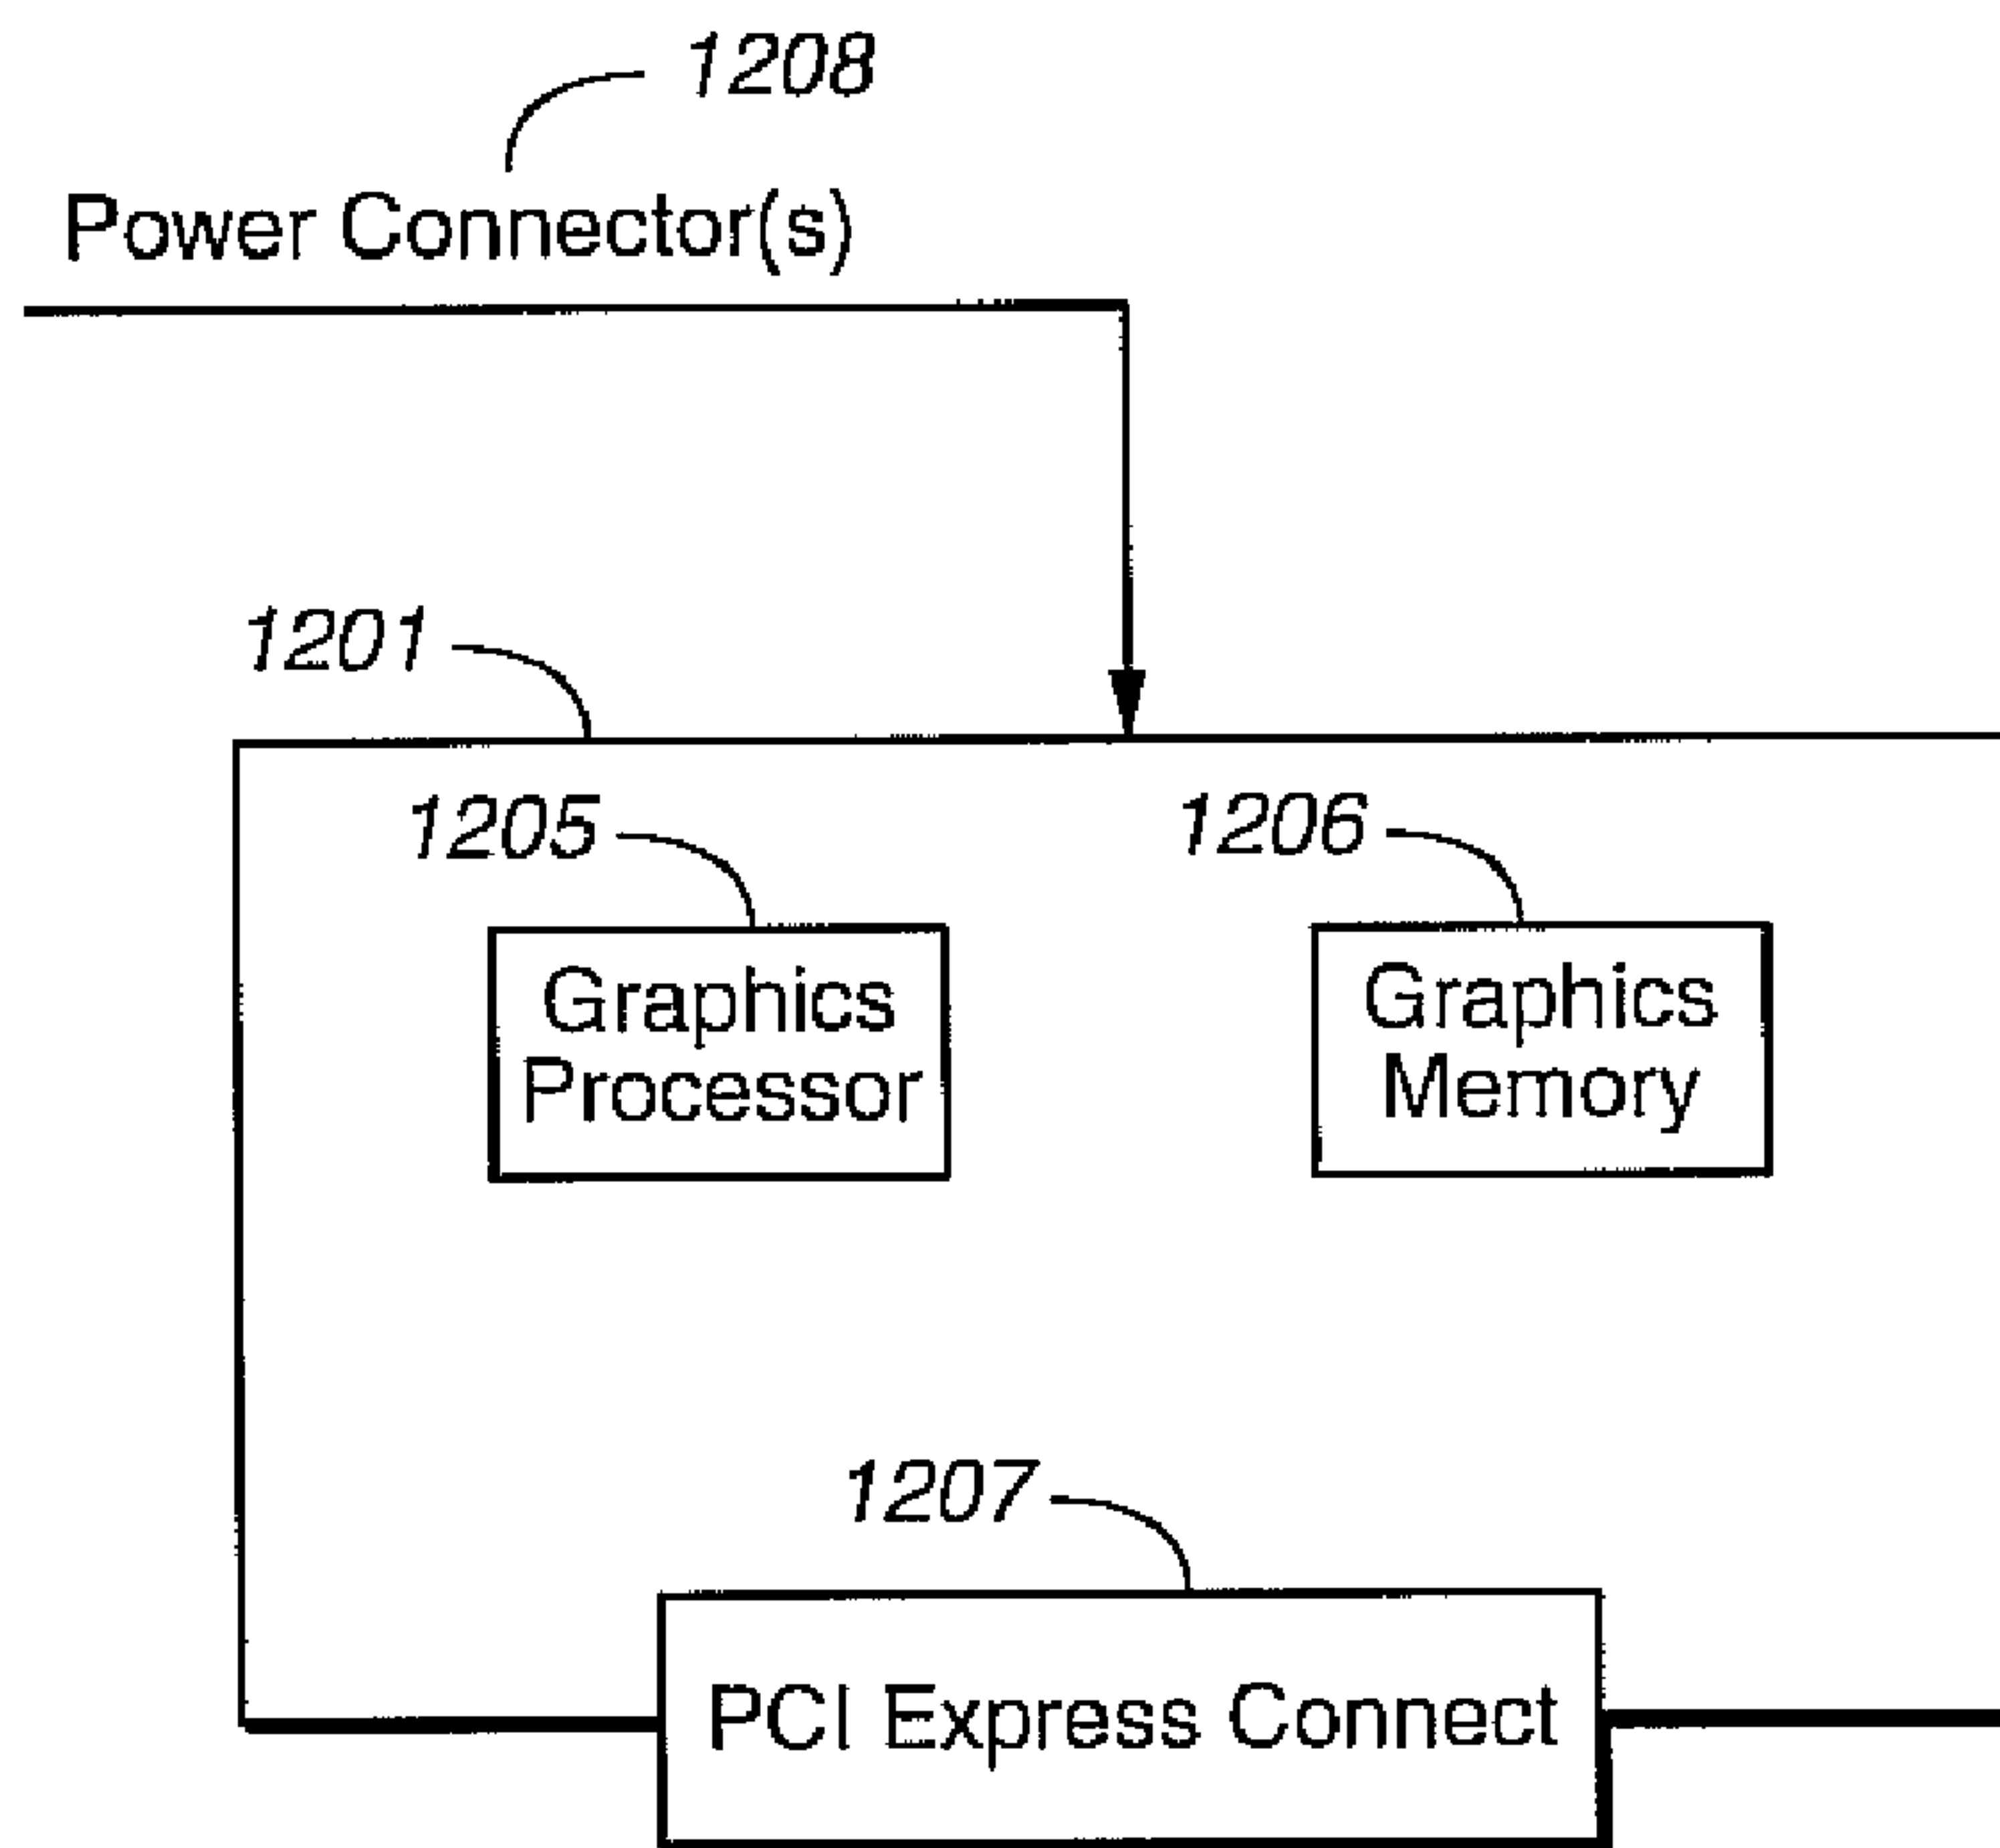 1208
Power Connector(s)
1201
1205
1206
Graphics
Processor
Graphics
Memory
1207
PCI Express Connect